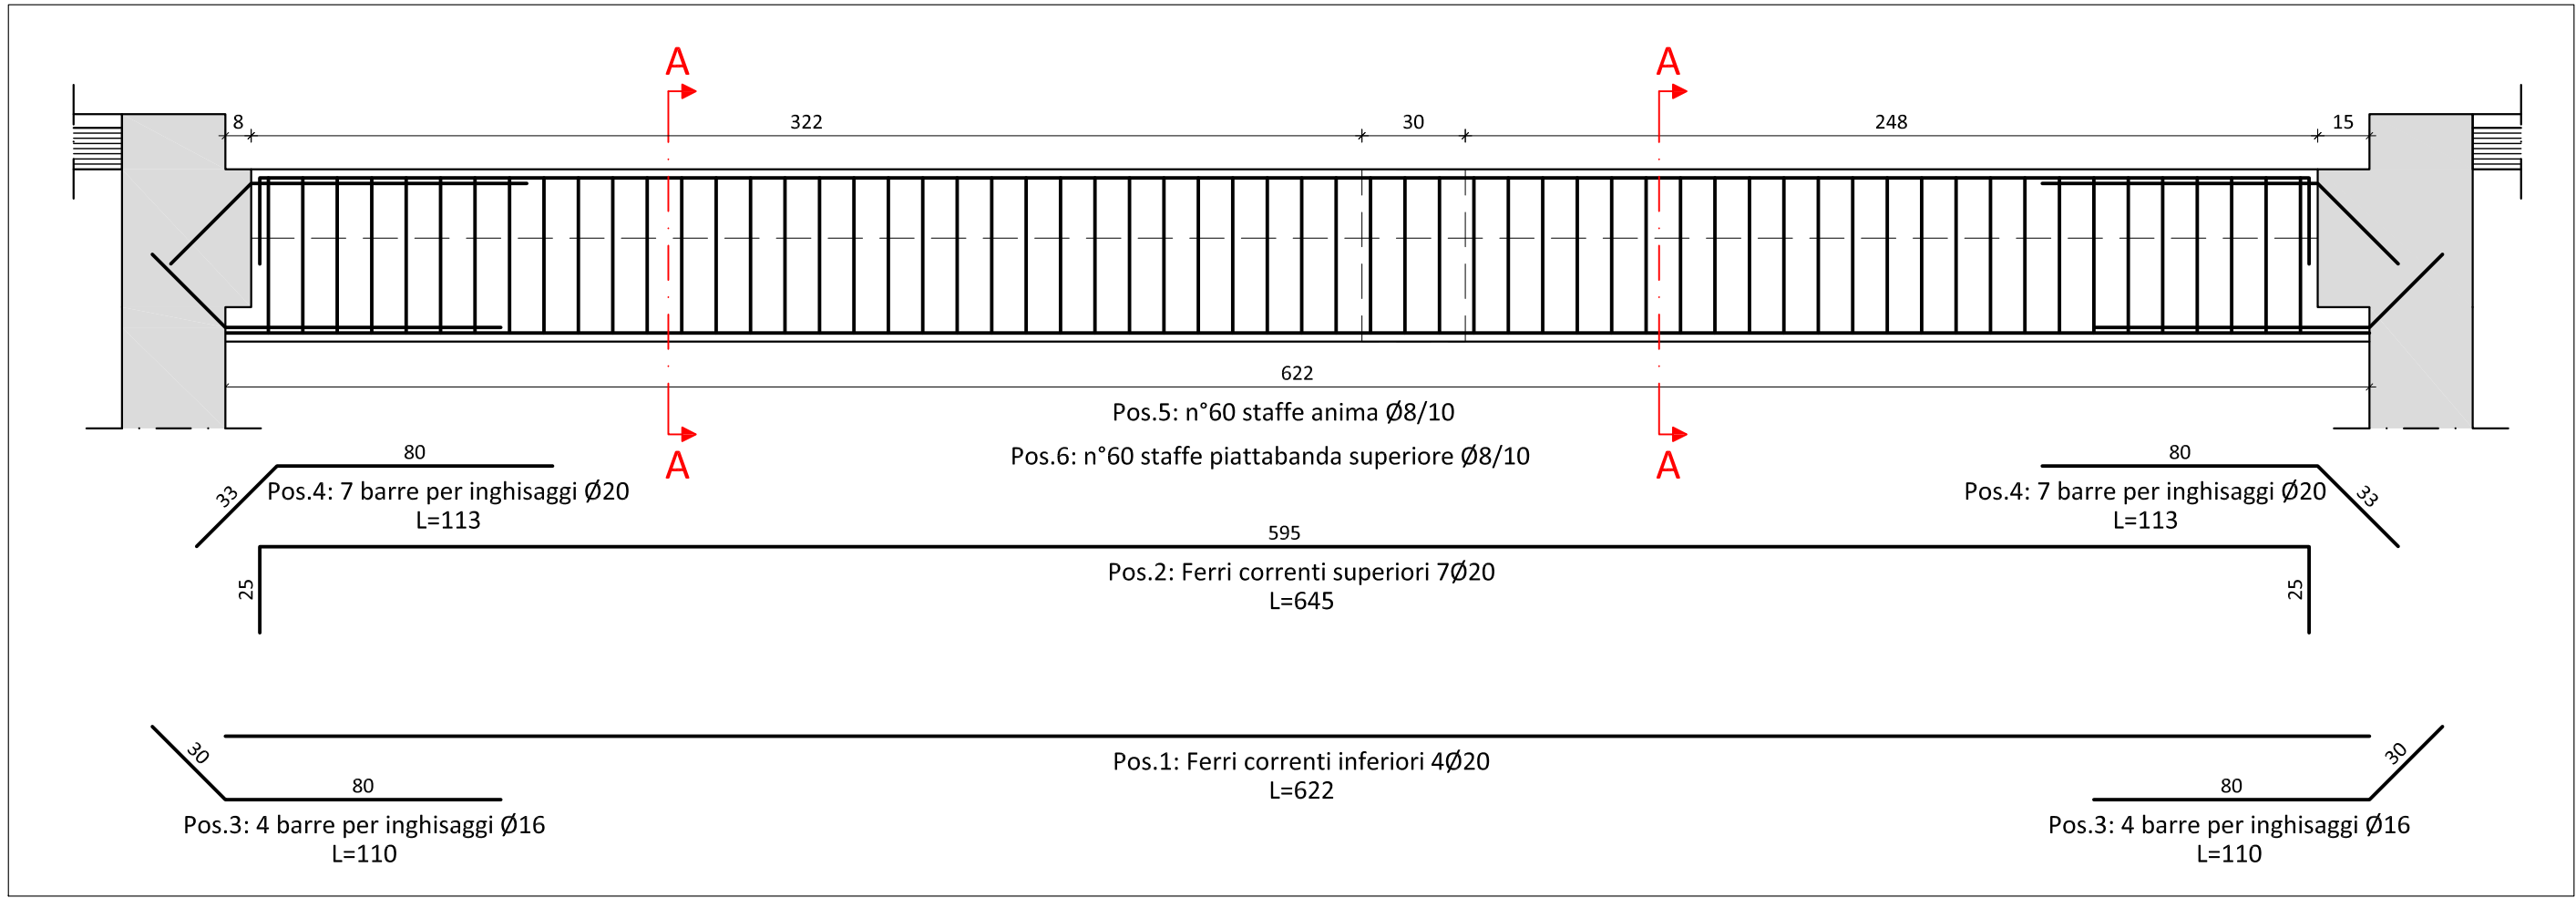 A A
8 322 30 248 15
622
Pos.5: n°60 staffe anima Ø8/10
Pos.6: n°60 staffe piattabanda superiore Ø8/10
A A
80
33
Pos.4: 7 barre per inghisaggi Ø20
L=113
80
33
Pos.4: 7 barre per inghisaggi Ø20
L=113
595
25
25
Pos.2: Ferri correnti superiori 7Ø20
L=645
Pos.1: Ferri correnti inferiori 4Ø20
L=622
30
80
Pos.3: 4 barre per inghisaggi Ø16
L=110
30
80
Pos.3: 4 barre per inghisaggi Ø16
L=110